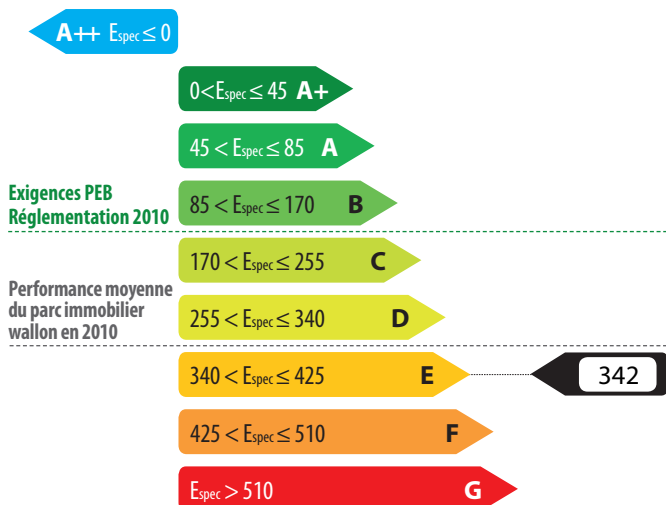 A++ Espec ≤ 0
0 < Espec ≤ 45 A+
45 < Espec ≤ 85 A
Exigences PEB
Réglementation 2010
85 < Espec ≤ 170 B
170 < Espec ≤ 255 C
Performance moyenne
du parc immobilier
wallon en 2010
255 < Espec ≤ 340 D
340 < Espec ≤ 425 E
342
425 < Espec ≤ 510 F
Espec > 510 G